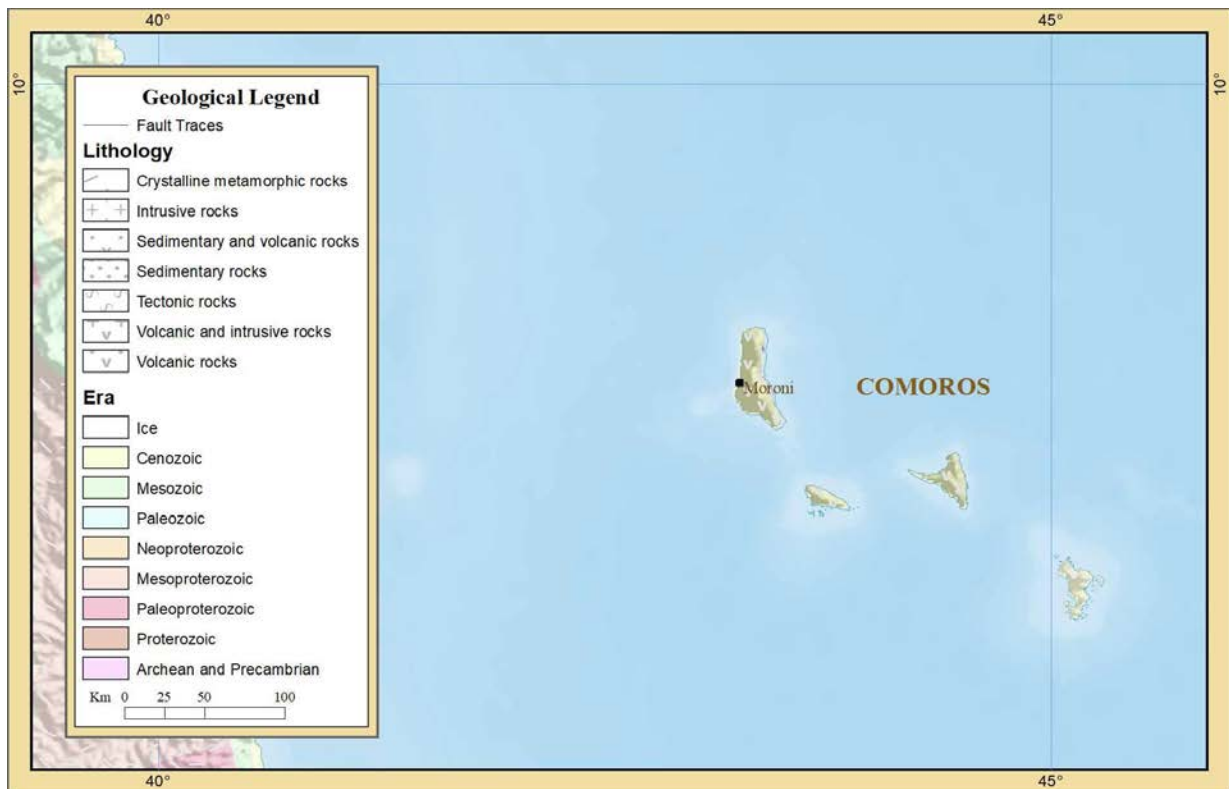 40°
45°
10°
10°
Geological Legend
Fault Traces
Lithology
Crystalline metamorphic rocks
Intrusive rocks
Sedimentary and volcanic rocks
Sedimentary rocks
Tectonic rocks
Volcanic and intrusive rocks
Volcanic rocks
Era
Ice
Cenozoic
Mesozoic
Paleozoic
Neoproterozoic
Mesoproterozoic
Paleoproterozoic
Proterozoic
Archean and Precambrian
Km 0 25 50 100
Moroni
COMOROS
40°
45°